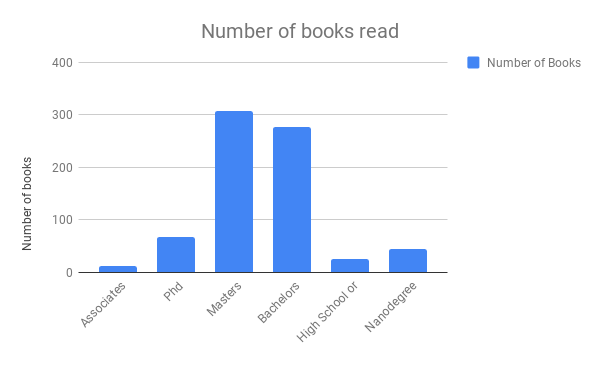 Number of books read
Number of Books
Number of books
400
300
200
100
0
Associates
Phd
Masters
Bachelors
High School or
Nanodegree